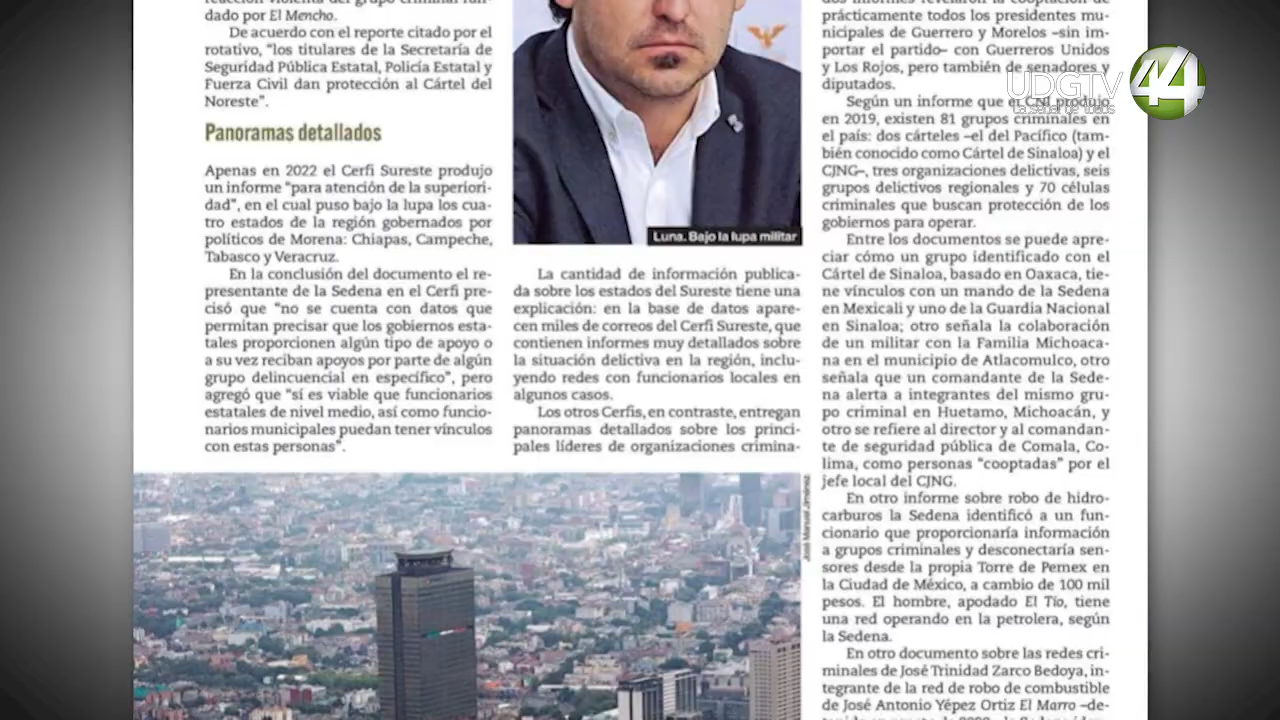 dado por El Mencho.
De acuerdo con el reporte citado por el
rotativo, “los titulares de la Secretaría de
Seguridad Pública Estatal, Policía Estatal y
Fuerza Civil dan protección al Cártel del
Noreste”.
Panoramas detallados
Apenas en 2022 el Cerfi Sureste produjo
un informe “para atención de la superiori-
dad”, en el cual puso bajo la lupa los cua-
tro estados de la región gobernados por
políticos de Morena: Chiapas, Campeche,
Tabasco y Veracruz.
En la conclusión del documento el re-
presentante de la Sedena en el Cerfi pre-
cisó que “no se cuenta con datos que
permitan precisar que los gobiernos esta-
tales proporcionen algún tipo de apoyo o
a su vez reciban apoyos por parte de algún
grupo delincuencial en específico”, pero
agregó que “sí es viable que funcionarios
estatales de nivel medio, así como funcio-
narios municipales puedan tener vínculos
con estas personas”.
Luna. Bajo la lupa militar
La cantidad de información publica-
da sobre los estados del Sureste tiene una
explicación: en la base de datos apare-
cen miles de correos del Cerfi Sureste, que
contienen informes muy detallados sobre
la situación delictiva en la región, inclu-
yendo redes con funcionarios locales en
algunos casos.
Los otros Cerfis, en contraste, entregan
panoramas detallados sobre los princi-
pales líderes de organizaciones crimina-
José Manuel Jiménez
dos informes revelaron la cooptación de
prácticamente todos los presidentes mu-
nicipales de Guerrero y Morelos –sin im-
portar el partido– con Guerreros Unidos
y Los Rojos, pero también de senadores y
diputados.
Según un informe que el CNI produjo
en 2019, existen 81 grupos criminales en
el país: dos cárteles –el del Pacífico (tam-
bién conocido como Cártel de Sinaloa) y el
CJNG–, tres organizaciones delictivas, seis
grupos delictivos regionales y 70 células
criminales que buscan protección de los
gobiernos para operar.
Entre los documentos se puede apre-
ciar cómo un grupo identificado con el
Cártel de Sinaloa, basado en Oaxaca, tie-
ne vínculos con un mando de la Sedena
en Mexicali y uno de la Guardia Nacional
en Sinaloa; otro señala la colaboración
de un militar con la Familia Michoaca-
na en el municipio de Atlacomulco, otro
señala que un comandante de la Sede-
na alerta a integrantes del mismo gru-
po criminal en Huetamo, Michoacán, y
otro se refiere al director y al comandan-
te de seguridad pública de Comala, Co-
lima, como personas “cooptadas” por el
jefe local del CJNG.
En otro informe sobre robo de hidro-
carburos la Sedena identificó a un fun-
cionario que proporcionaría información
a grupos criminales y desconectaría sen-
sores desde la propia Torre de Pemex en
la Ciudad de México, a cambio de 100 mil
pesos. El hombre, apodado El Tío, tiene
una red operando en la petrolera, según
la Sedena.
En otro documento sobre las redes cri-
minales de José Trinidad Zarco Bedoya, in-
tegrante de la red de robo de combustible
de José Antonio Yépez Ortiz El Marro –de-
UDGTV 44
La señal de todos